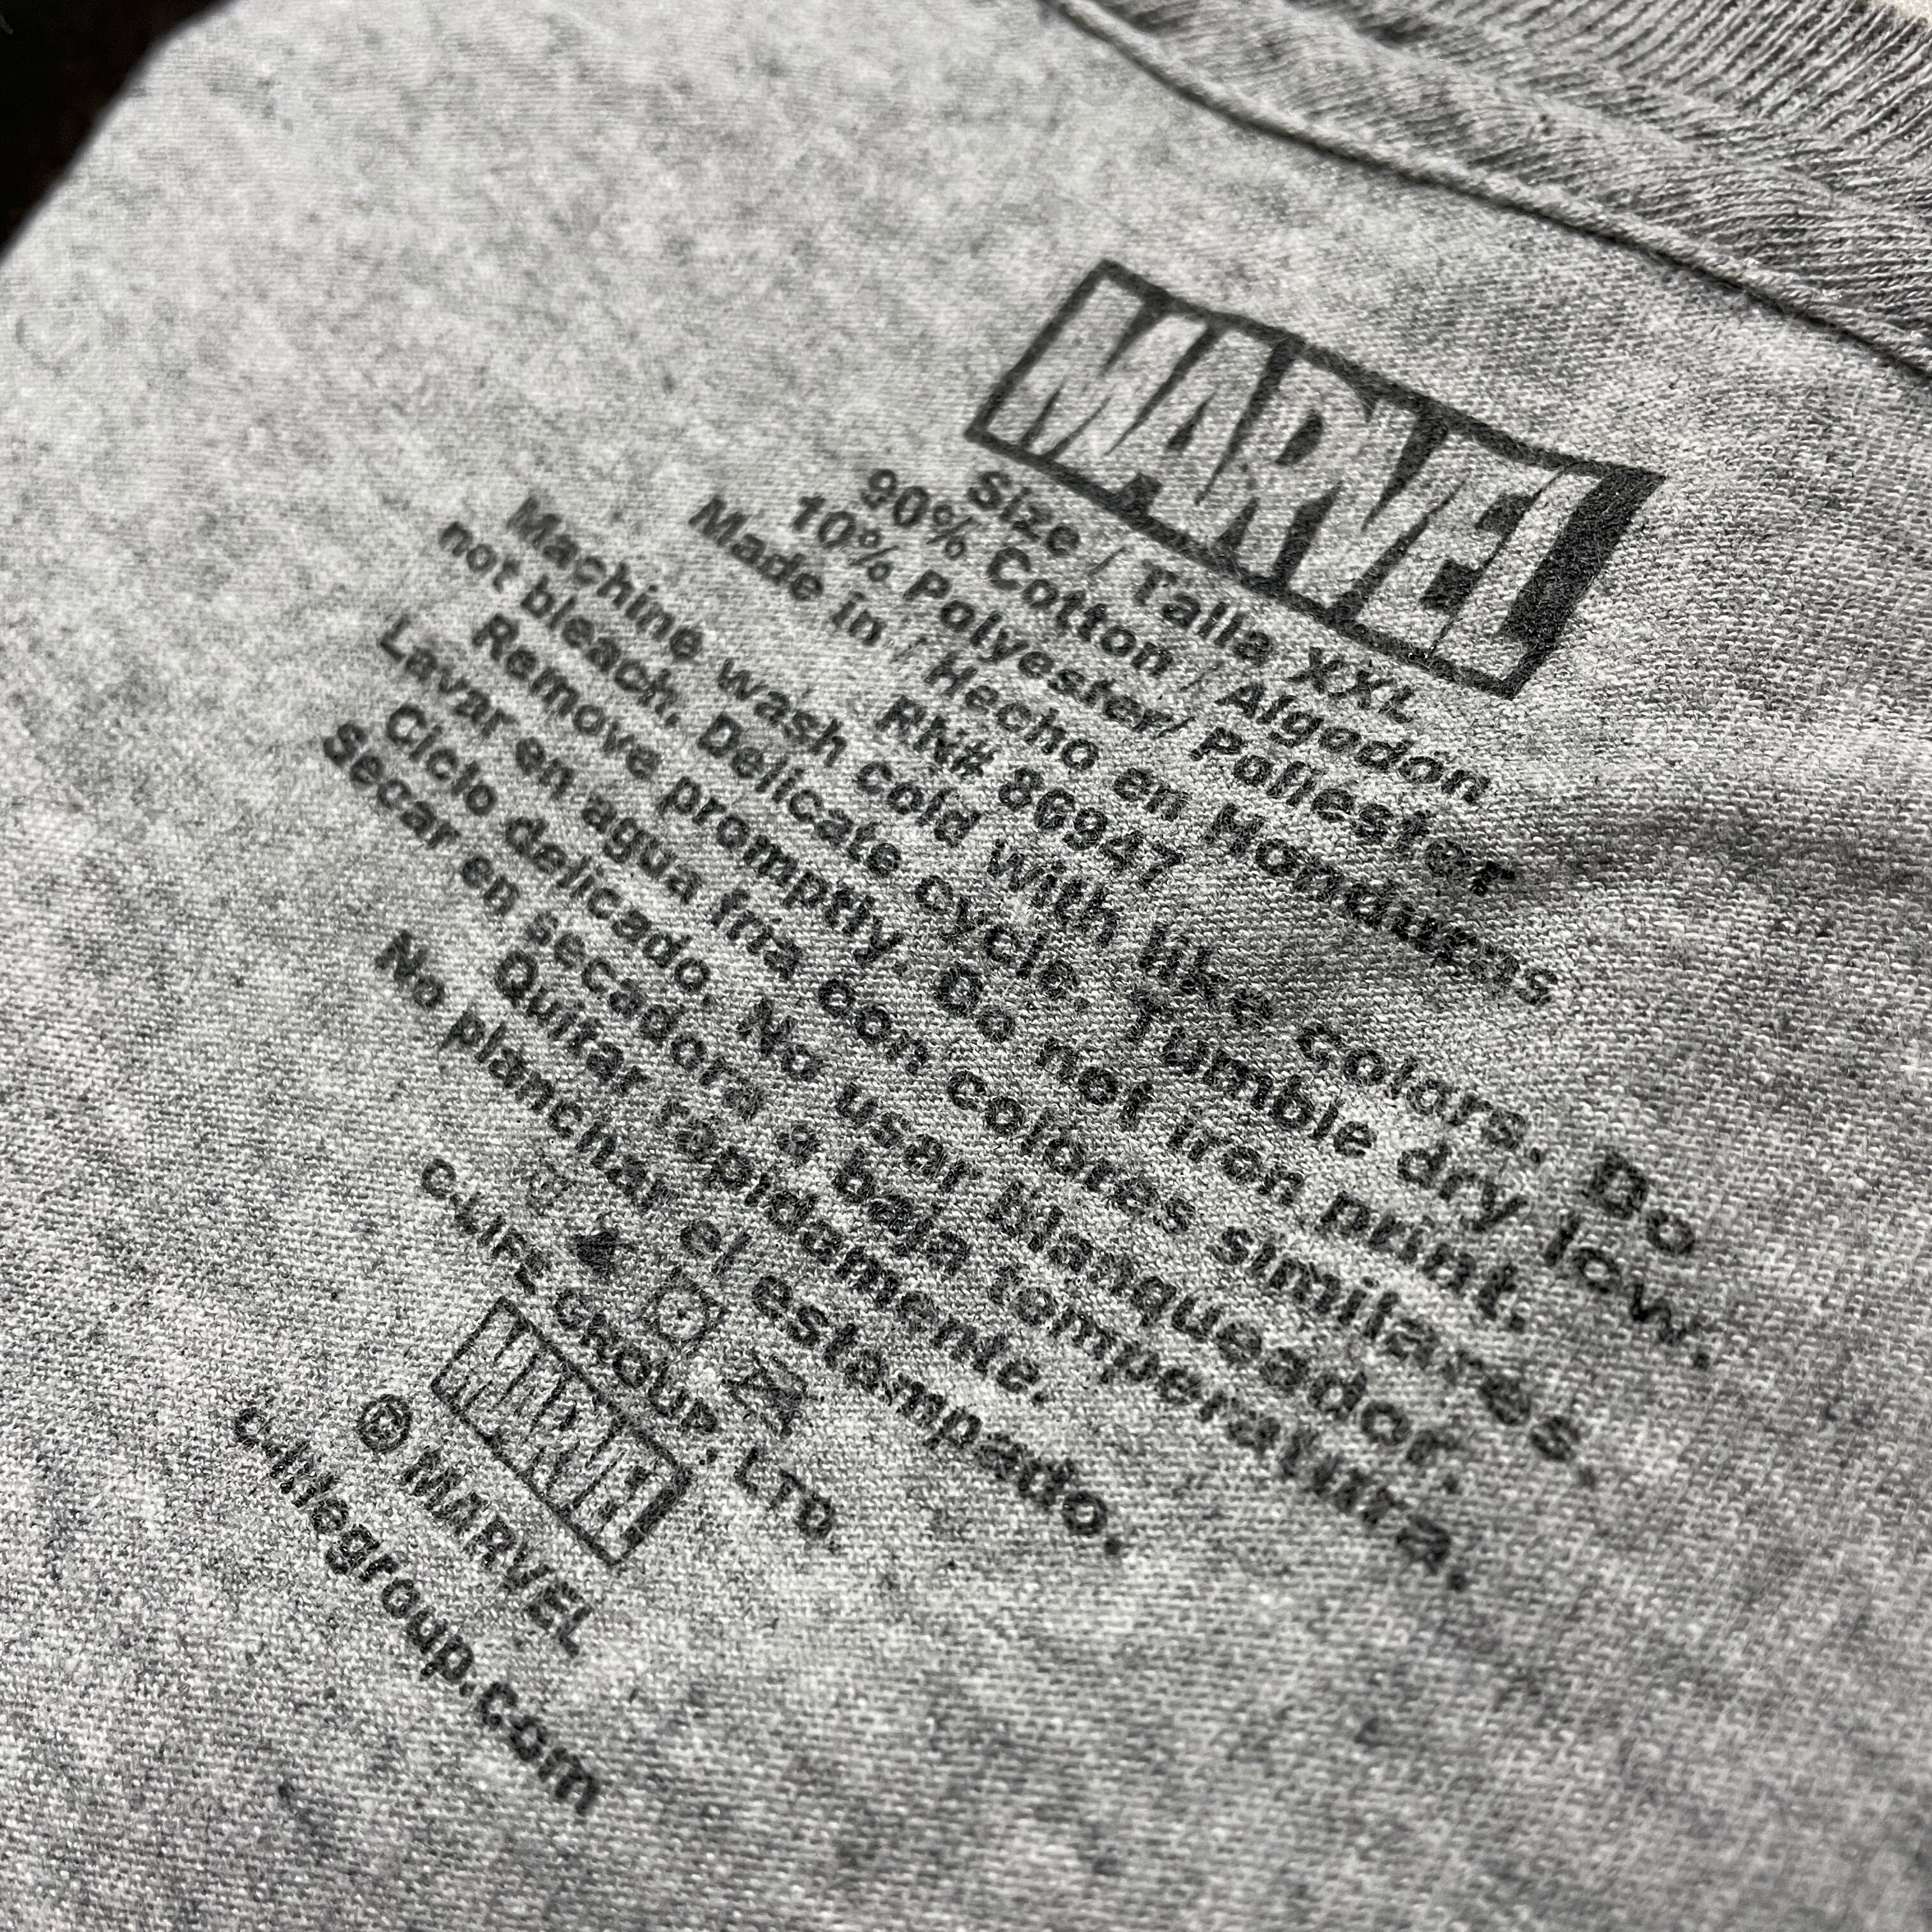 MARVEL
Size / Talla XXL
90% Cotton / Algodón
10% Polyester/ Poliester
Made in / Hecho en Honduras
RN# 86947
Machine wash cold with like colors. Do
not bleach. Delicate cycle. Tumble dry low.
Remove promptly. Do not iron print.
Lavar en agua fría con colores similares.
Ciclo delicado. No usar blanqueador.
Secar en secadora a baja temperatura.
Quitar rapidamente.
No planchar el estampado.
C-LIFE GROUP, LTD.
MARVEL
© MARVEL
c-lifegroup.com